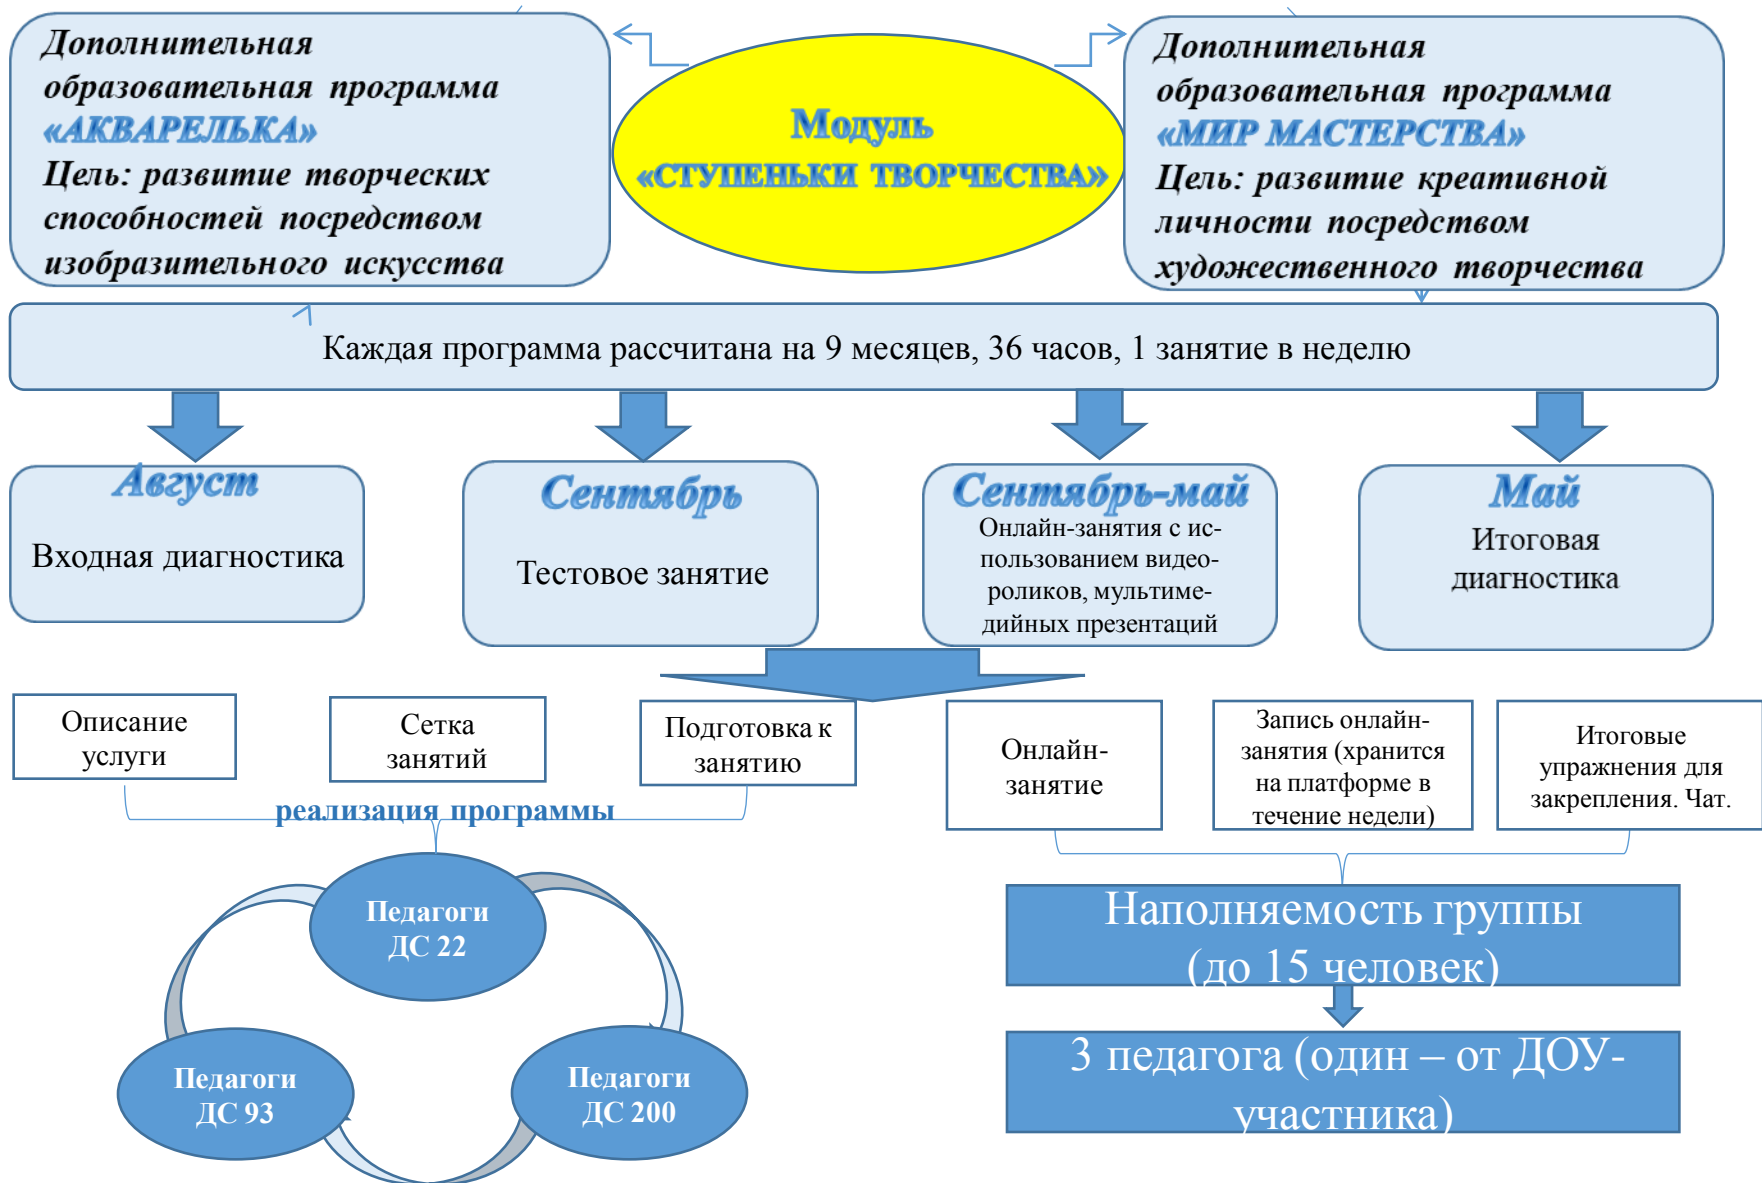 Дополнительная
образовательная программа
«АКВАРЕЛЬКА»
Цель: развитие творческих
способностей посредством
изобразительного искусства
Модуль
«СТУПЕНЬКИ ТВОРЧЕСТВА»
Дополнительная
образовательная программа
«МИР МАСТЕРСТВА»
Цель: развитие креативной
личности посредством
художественного творчества
Каждая программа рассчитана на 9 месяцев, 36 часов, 1 занятие в неделю
Август
Входная диагностика
Сентябрь
Тестовое занятие
Сентябрь-май
Онлайн-занятия с ис-
пользованием видео-
роликов, мультиме-
дийных презентаций
Май
Итоговая
диагностика
Описание
услуги
Сетка
занятий
Подготовка к
занятию
Онлайн-
занятие
Запись онлайн-
занятия (хранится
на платформе в
течение недели)
Итоговые
упражнения для
закрепления. Чат.
реализация программы
Педагоги
ДС 22
Педагоги
ДС 93
Педагоги
ДС 200
Наполняемость группы
(до 15 человек)
3 педагога (один – от ДОУ-
участника)